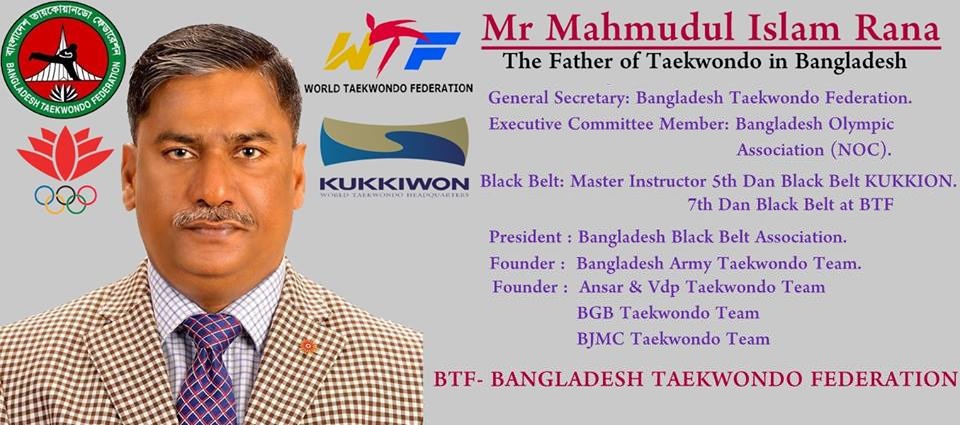 বাংলাদেশ তায়কোয়ানডো ফেডারেশন
BANGLADESH TAEKWONDO FEDERATION
WTF
WORLD TAEKWONDO FEDERATION
KUKKIWON
WORLD TAEKWONDO HEADQUARTERS
Mr Mahmudul Islam Rana
The Father of Taekwondo in Bangladesh
General Secretary: Bangladesh Taekwondo Federation.
Executive Committee Member: Bangladesh Olympic
Association (NOC).
Black Belt: Master Instructor 5th Dan Black Belt KUKKION.
7th Dan Black Belt at BTF
President : Bangladesh Black Belt Association.
Founder : Bangladesh Army Taekwondo Team.
Founder : Ansar & Vdp Taekwondo Team
BGB Taekwondo Team
BJMC Taekwondo Team
BTF- BANGLADESH TAEKWONDO FEDERATION